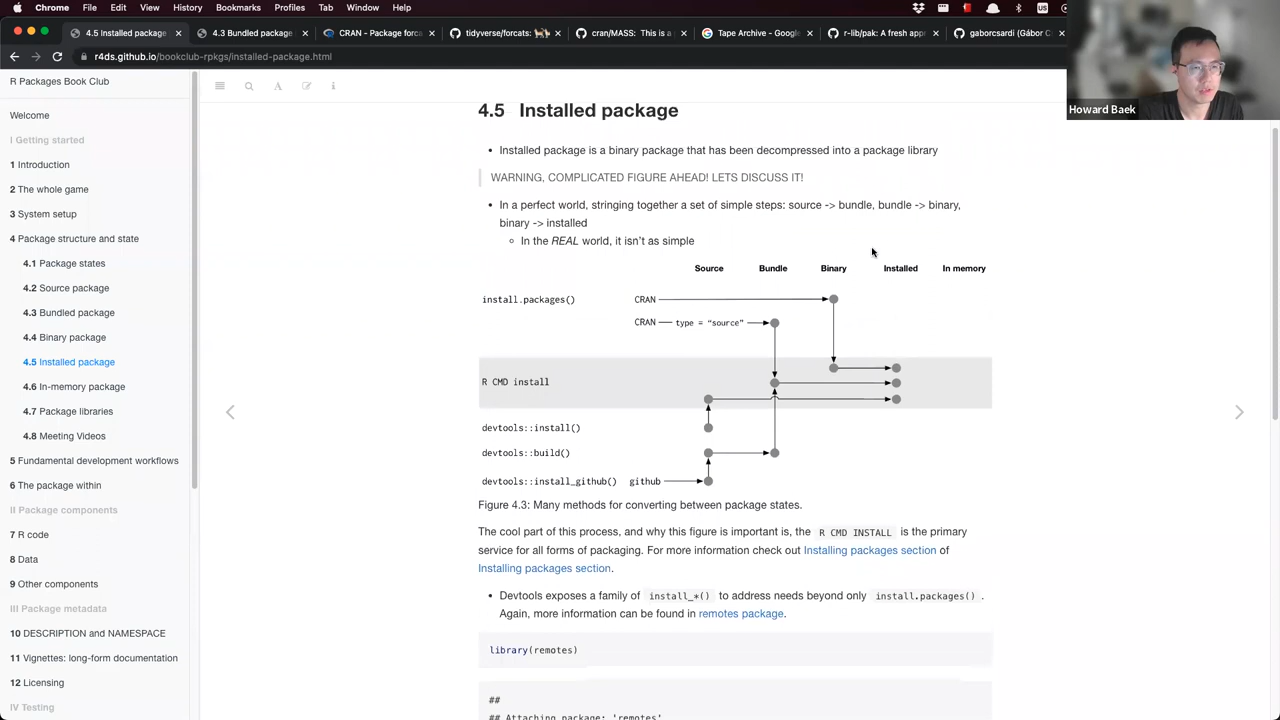 Chrome File Edit View History Bookmarks Profiles Tab Window Help
4.5 Installed package
4.3 Bundled package
CRAN - Package forca
tidyverse/forcats:
cran/MASS: This is a
Tape Archive - Google
r-lib/pak: A fresh appr
gaborcsardi (Gábor C
r4ds.github.io/bookclub-rpkgs/installed-package.html
Howard Baek
R Packages Book Club
Welcome
I Getting started
1 Introduction
2 The whole game
3 System setup
4 Package structure and state
4.1 Package states
4.2 Source package
4.3 Bundled package
4.4 Binary package
4.5 Installed package
4.6 In-memory package
4.7 Package libraries
4.8 Meeting Videos
5 Fundamental development workflows
6 The package within
II Package components
7 R code
8 Data
9 Other components
III Package metadata
10 DESCRIPTION and NAMESPACE
11 Vignettes: long-form documentation
12 Licensing
IV Testing
4.5 Installed package
• Installed package is a binary package that has been decompressed into a package library
WARNING, COMPLICATED FIGURE AHEAD! LETS DISCUSS IT!
• In a perfect world, stringing together a set of simple steps: source -> bundle, bundle -> binary,
binary -> installed
In the REAL world, it isn't as simple
Source Bundle Binary Installed In memory
install.packages() CRAN
CRAN type = "source"
R CMD install
devtools::install()
devtools::build()
devtools::install_github() github
Figure 4.3: Many methods for converting between package states.
The cool part of this process, and why this figure is important is, the R CMD INSTALL is the primary
service for all forms of packaging. For more information check out Installing packages section of
Installing packages section.
• Devtools exposes a family of install_*() to address needs beyond only install.packages() .
Again, more information can be found in remotes package.
library(remotes)
##
## Attaching package: 'remotes'